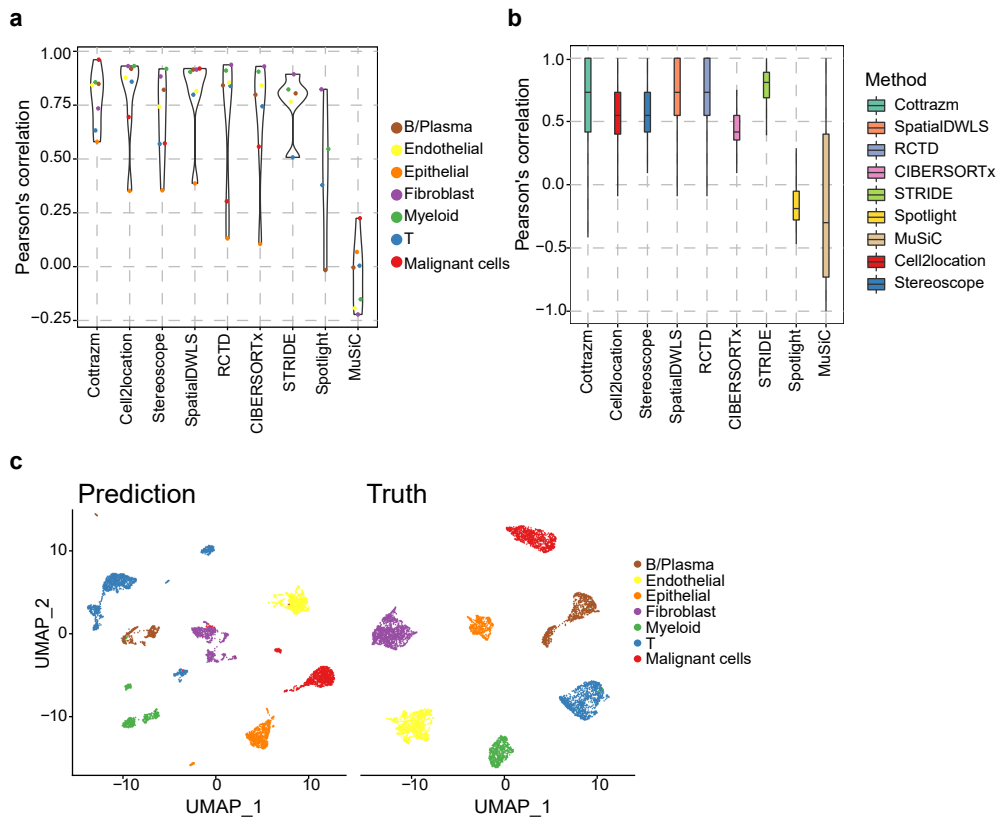 a
Pearson's correlation
1.00
0.75
0.50
0.25
0.00
−0.25
Cottrazm
Cell2location
Stereoscope
SpatialDWLS
RCTD
CIBERSORTx
STRIDE
Spotlight
MuSiC
B/Plasma
Endothelial
Epithelial
Fibroblast
Myeloid
T
Malignant cells
b
Pearson's correlation
1.0
0.5
0.0
−0.5
−1.0
Cottrazm
Cell2location
Stereoscope
SpatialDWLS
RCTD
CIBERSORTx
STRIDE
Spotlight
MuSiC
Method
Cottrazm
SpatialDWLS
RCTD
CIBERSORTx
STRIDE
Spotlight
MuSiC
Cell2location
Stereoscope
c
Prediction
Truth
UMAP_2
10
0
−10
−10
0
10
UMAP_1
−10
0
10
UMAP_1
B/Plasma
Endothelial
Epithelial
Fibroblast
Myeloid
T
Malignant cells